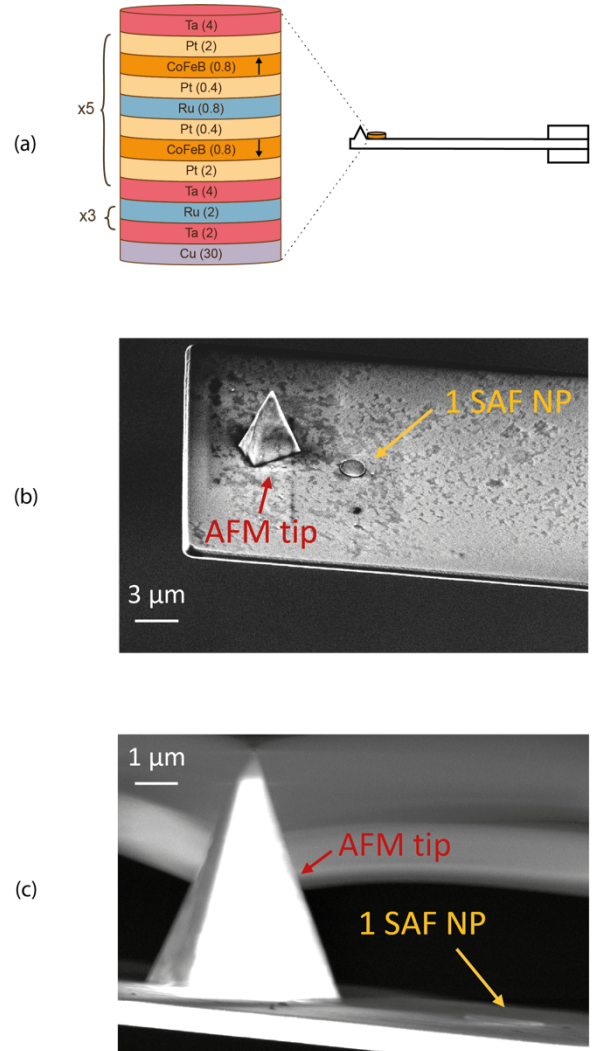 Ta (4)
Pt (2)
CoFeB (0.8)
Pt (0.4)
x5
Ru (0.8)
(a)
Pt (0.4)
CoFeB (0.8)
Pt (2)
Ta (4)
x3
Ru (2)
Ta (2)
Cu (30)
1 SAF NP
(b)
AFM tip
3 µm
1 µm
AFM tip
(c)
1 SAF NP